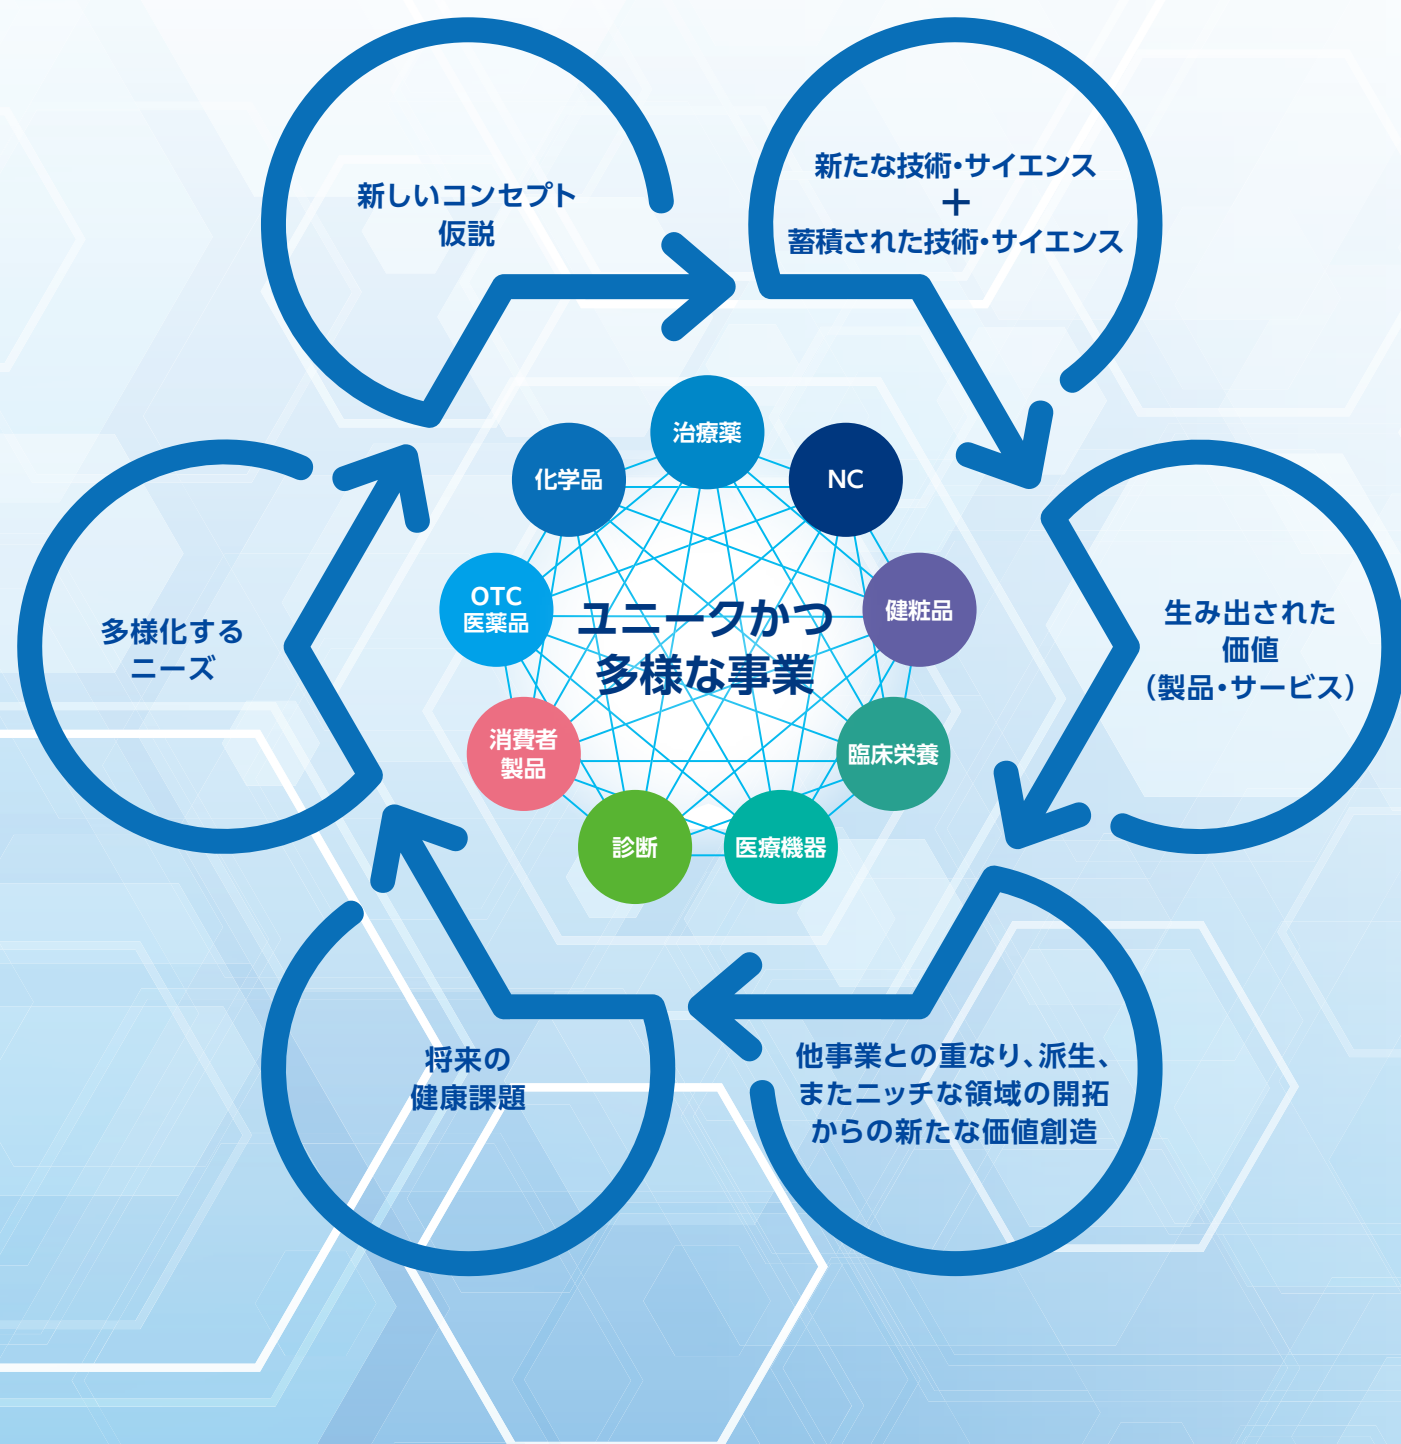 新しいコンセプト
仮説
新たな技術・サイエンス
+
蓄積された技術・サイエンス
生み出された
価値
（製品・サービス）
他事業との重なり、派生、
またニッチな領域の開拓
からの新たな価値創造
将来の
健康課題
多様化する
ニーズ
ユニークかつ
多様な事業
治療薬
NC
健粧品
臨床栄養
医療機器
診断
消費者
製品
OTC
医薬品
化学品